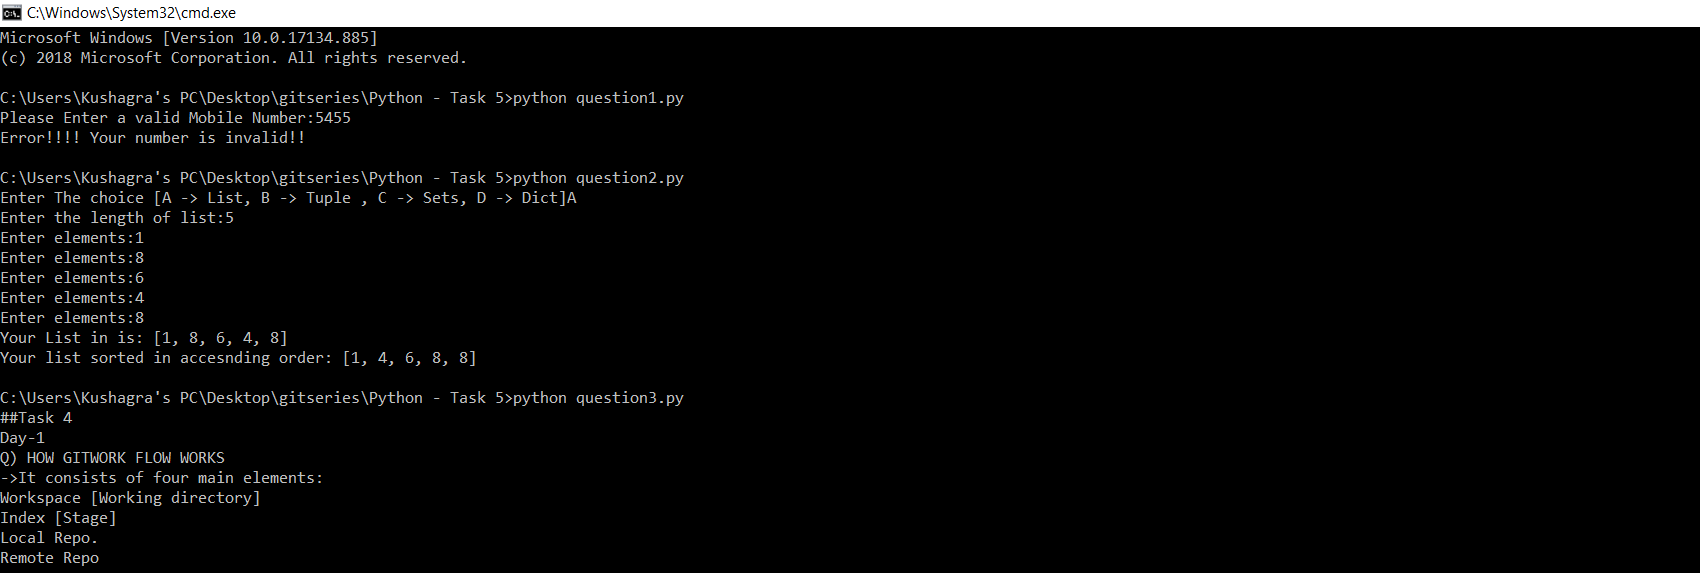 C:\Windows\System32\cmd.exe
Microsoft Windows [Version 10.0.17134.885]
(c) 2018 Microsoft Corporation. All rights reserved.
C:\Users\Kushagra's PC\Desktop\gitseries\Python - Task 5>python question1.py
Please Enter a valid Mobile Number:5455
Error!!!! Your number is invalid!!
C:\Users\Kushagra's PC\Desktop\gitseries\Python - Task 5>python question2.py
Enter The choice [A -> List, B -> Tuple , C -> Sets, D -> Dict]A
Enter the length of list:5
Enter elements:1
Enter elements:8
Enter elements:6
Enter elements:4
Enter elements:8
Your List in is: [1, 8, 6, 4, 8]
Your list sorted in accesnding order: [1, 4, 6, 8, 8]
C:\Users\Kushagra's PC\Desktop\gitseries\Python - Task 5>python question3.py
##Task 4
Day-1
Q) HOW GITWORK FLOW WORKS
->It consists of four main elements:
Workspace [Working directory]
Index [Stage]
Local Repo.
Remote Repo